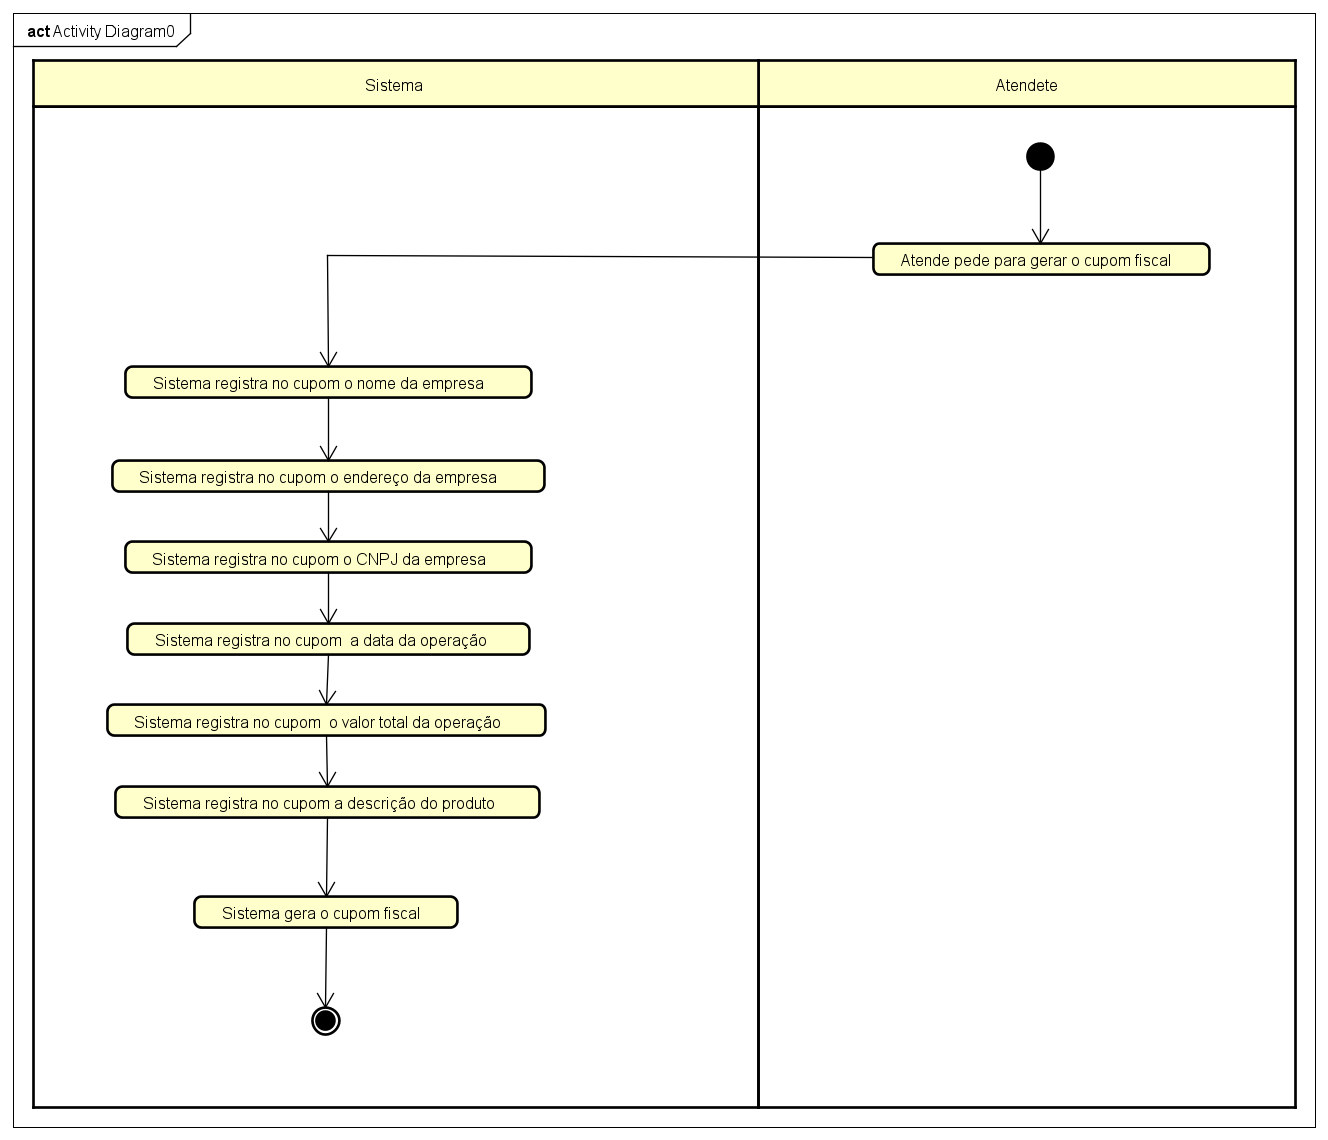 act Activity Diagram0
Sistema
Atendete
Atende pede para gerar o cupom fiscal
Sistema registra no cupom o nome da empresa
Sistema registra no cupom o endereço da empresa
Sistema registra no cupom o CNPJ da empresa
Sistema registra no cupom  a data da operação
Sistema registra no cupom  o valor total da operação
Sistema registra no cupom a descrição do produto
Sistema gera o cupom fiscal